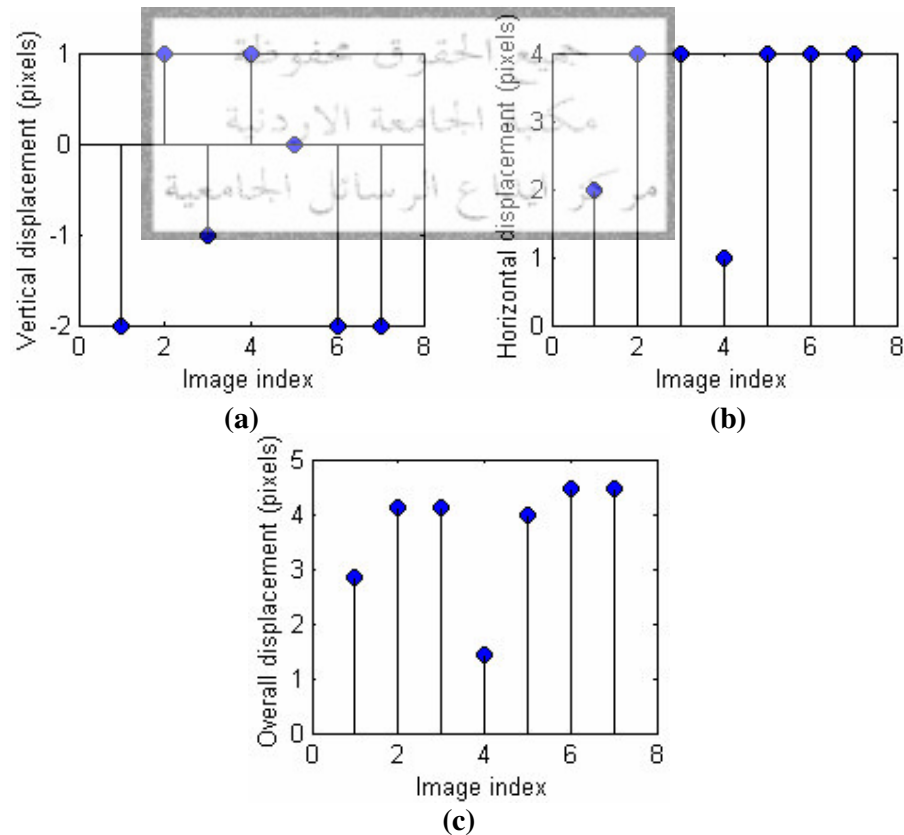 جميع الحقوق محفوظة
مكتبة الجامعة الاردنية
مركز ايداع الرسائل الجامعية
Vertical displacement (pixels)
1
0
-1
-2
0 2 4 6 8
Image index
(a)
Horizontal displacement (pixels)
4
3
2
1
0
0 2 4 6 8
Image index
(b)
Overall displacement (pixels)
5
4
3
2
1
0
0 2 4 6 8
Image index
(c)